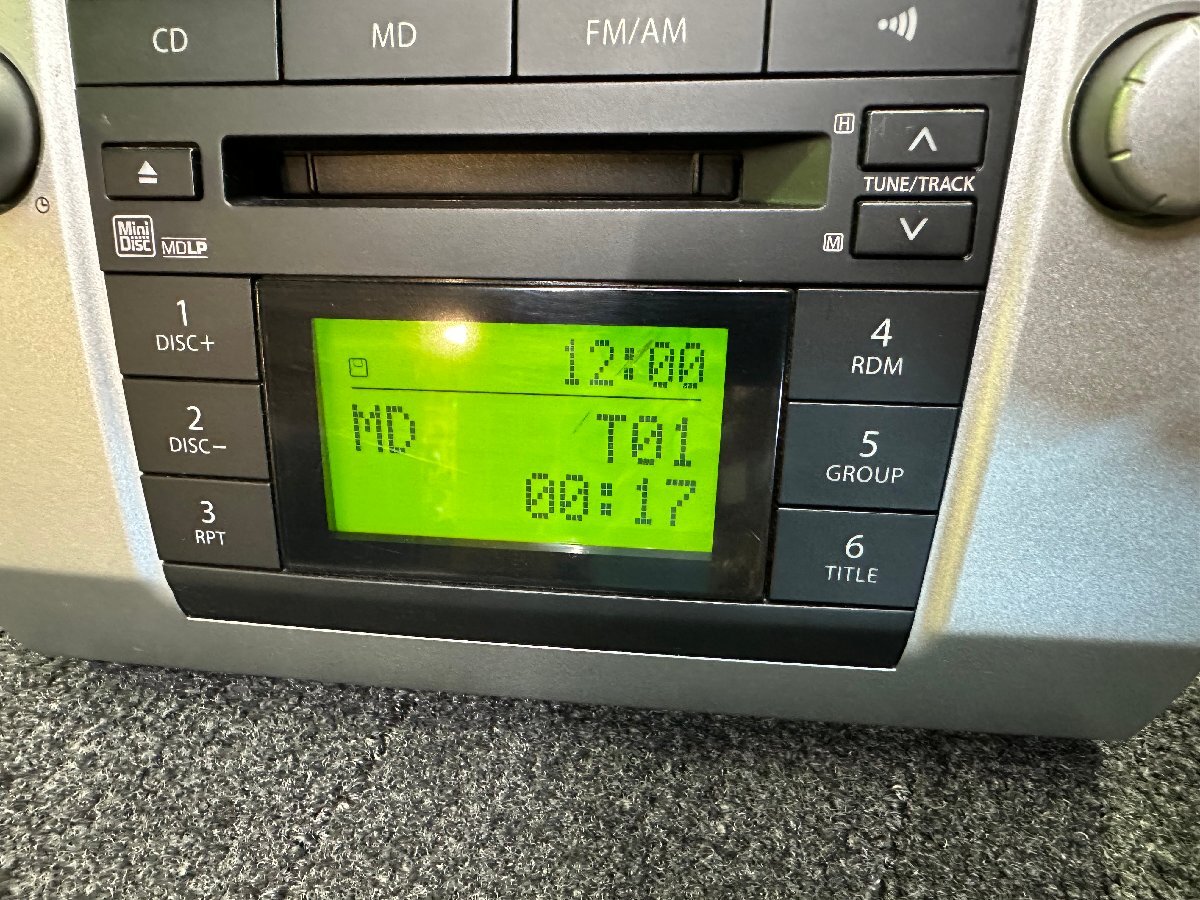 CD MD FM/AM
H
TUNE/TRACK
Mini Disc MDLP
M
1
DISC+
2
DISC−
3
RPT
12:00
MD T01
00:17
4
RDM
5
GROUP
6
TITLE